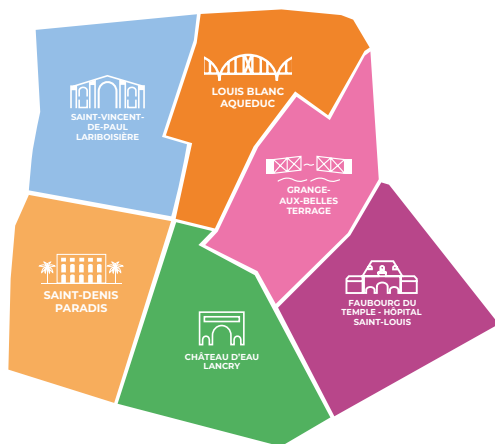 LOUIS BLANC
AQUEDUC
SAINT-VINCENT-
DE-PAUL
LARIBOISIÈRE
GRANGE-
AUX-BELLES
TERRAGE
SAINT-DENIS
PARADIS
FAUBOURG DU
TEMPLE - HÔPITAL
SAINT-LOUIS
CHÂTEAU D'EAU
LANCRY